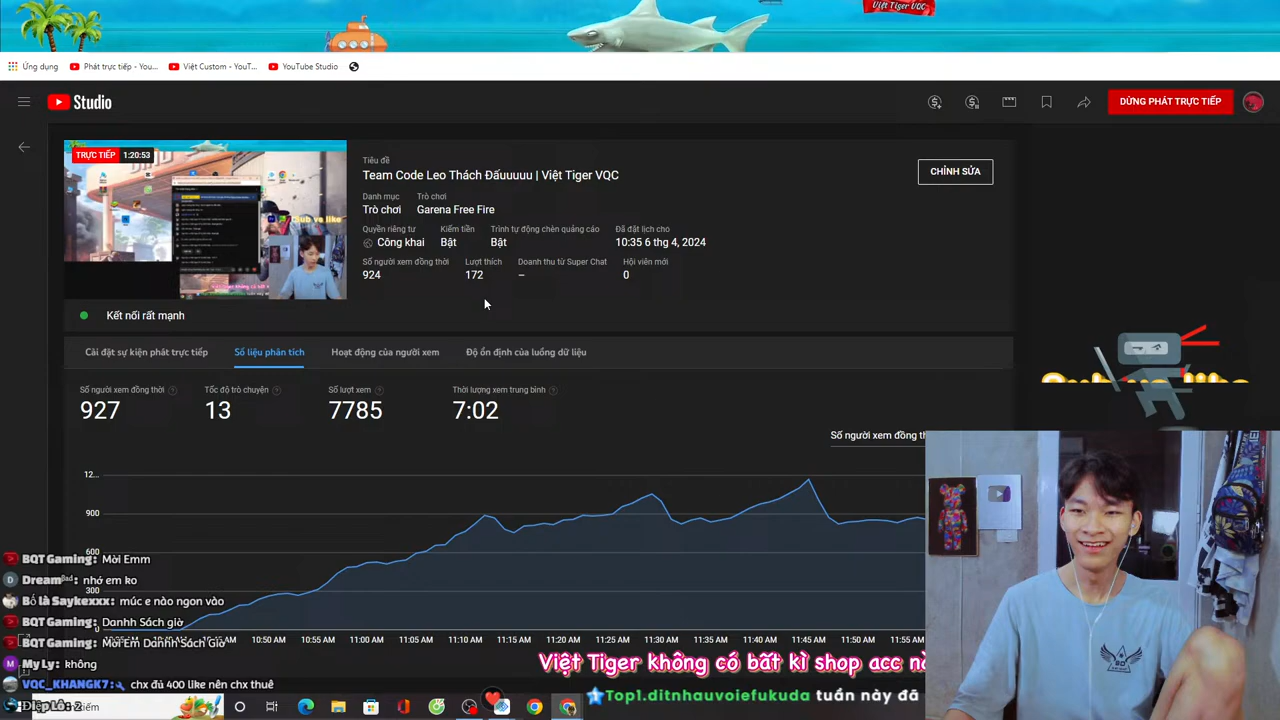 Việt Tiger VQC
Ứng dụng
Phát trực tiếp - You...
Việt Custom - YouT...
YouTube Studio
Studio
DỪNG PHÁT TRỰC TIẾP
TRỰC TIẾP 1:20:53
Tiêu đề
Team Code Leo Thách Đấuuuuu | Việt Tiger VQC
CHỈNH SỬA
Danh mục Trò chơi
Trò chơi Garena Free Fire
Quyền riêng tư Kiếm tiền Trình tự động chèn quảng cáo Đã đặt lịch cho
Công khai Bật Bật 10:35 6 thg 4, 2024
Số người xem đồng thời Lượt thích Doanh thu từ Super Chat Hội viên mới
924 172 – 0
Kết nối rất mạnh
Cài đặt sự kiện phát trực tiếp Số liệu phân tích Hoạt động của người xem Độ ổn định của luồng dữ liệu
Số người xem đồng thời Tốc độ trò chuyện Số lượt xem Thời lượng xem trung bình
927 13 7785 7:02
Số người xem đồng th
12...
900
600
300
10:50 AM 10:55 AM 11:00 AM 11:05 AM 11:10 AM 11:15 AM 11:20 AM 11:25 AM 11:30 AM 11:35 AM 11:40 AM 11:45 AM 11:50 AM 11:55 AM
BQT Gaming: Mời Emm
Dream: nhớ em ko
Bố là Saykexxx: múc e nào ngon vào
BQT Gaming: Danhh Sách giờ
BQT Gaming: Mời Em Dannhh Sách Giờ
My Ly: không
VQC_KHANGK7: chx đủ 400 like nên chx thuê
Điệp Lô: 2
kiếm
Việt Tiger không có bất kì shop acc nà
Top1.ditnhauvoiefukuda tuần này đã